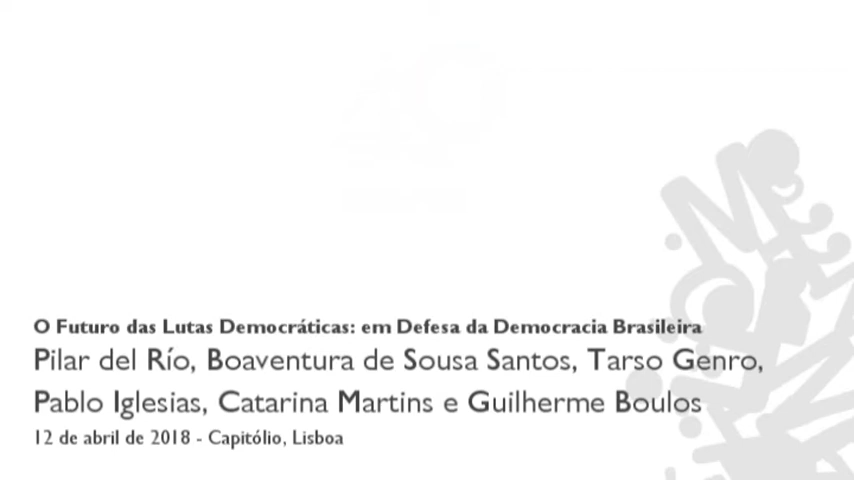 O Futuro das Lutas Democráticas: em Defesa da Democracia Brasileira
Pilar del Río, Boaventura de Sousa Santos, Tarso Genro,
Pablo Iglesias, Catarina Martins e Guilherme Boulos
12 de abril de 2018 - Capitólio, Lisboa